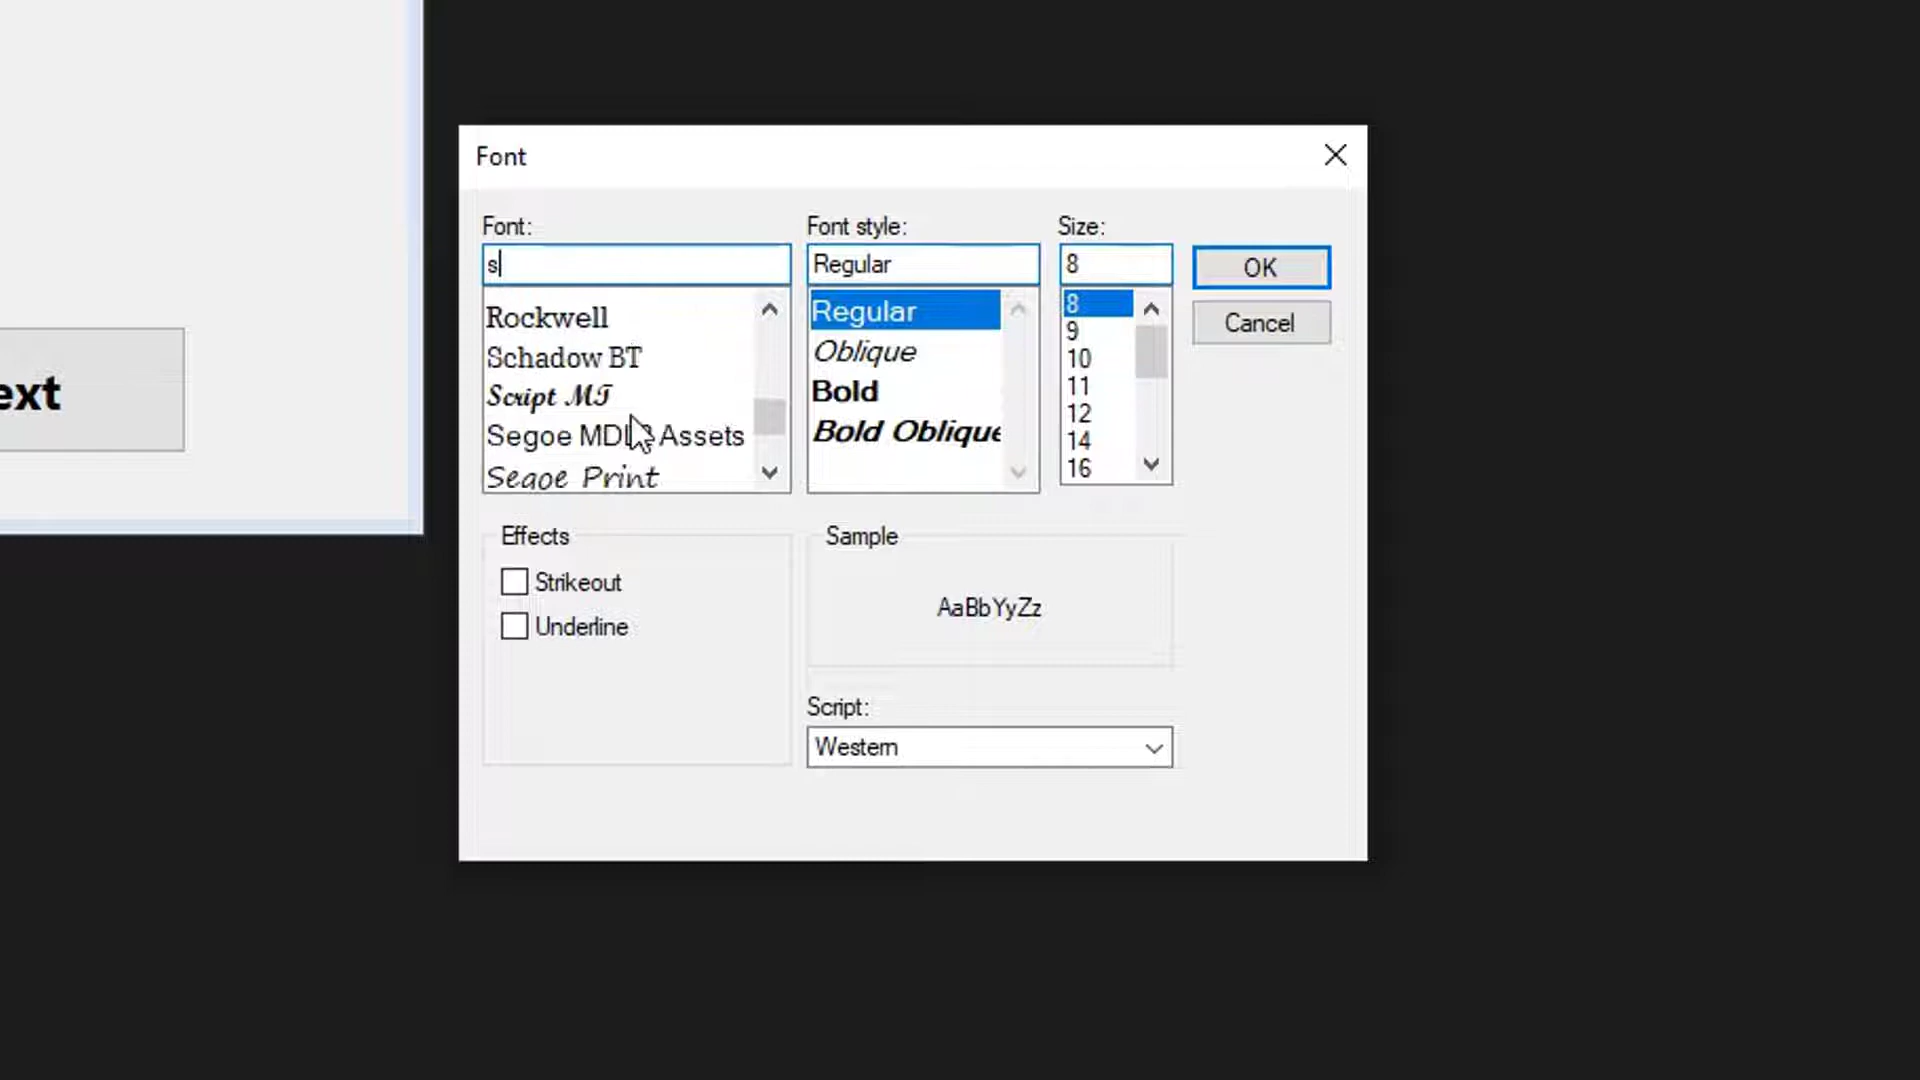 Font
Font:
Font style:
Size:
s
Regular
8
OK
Cancel
Rockwell
Schadow BT
Script MT
Segoe Assets
Segoe Print
Regular
Oblique
Bold
Bold Oblique
8
9
10
11
12
14
16
ext
Effects
Strikeout
Underline
Sample
AaBbYyZz
Script:
Western